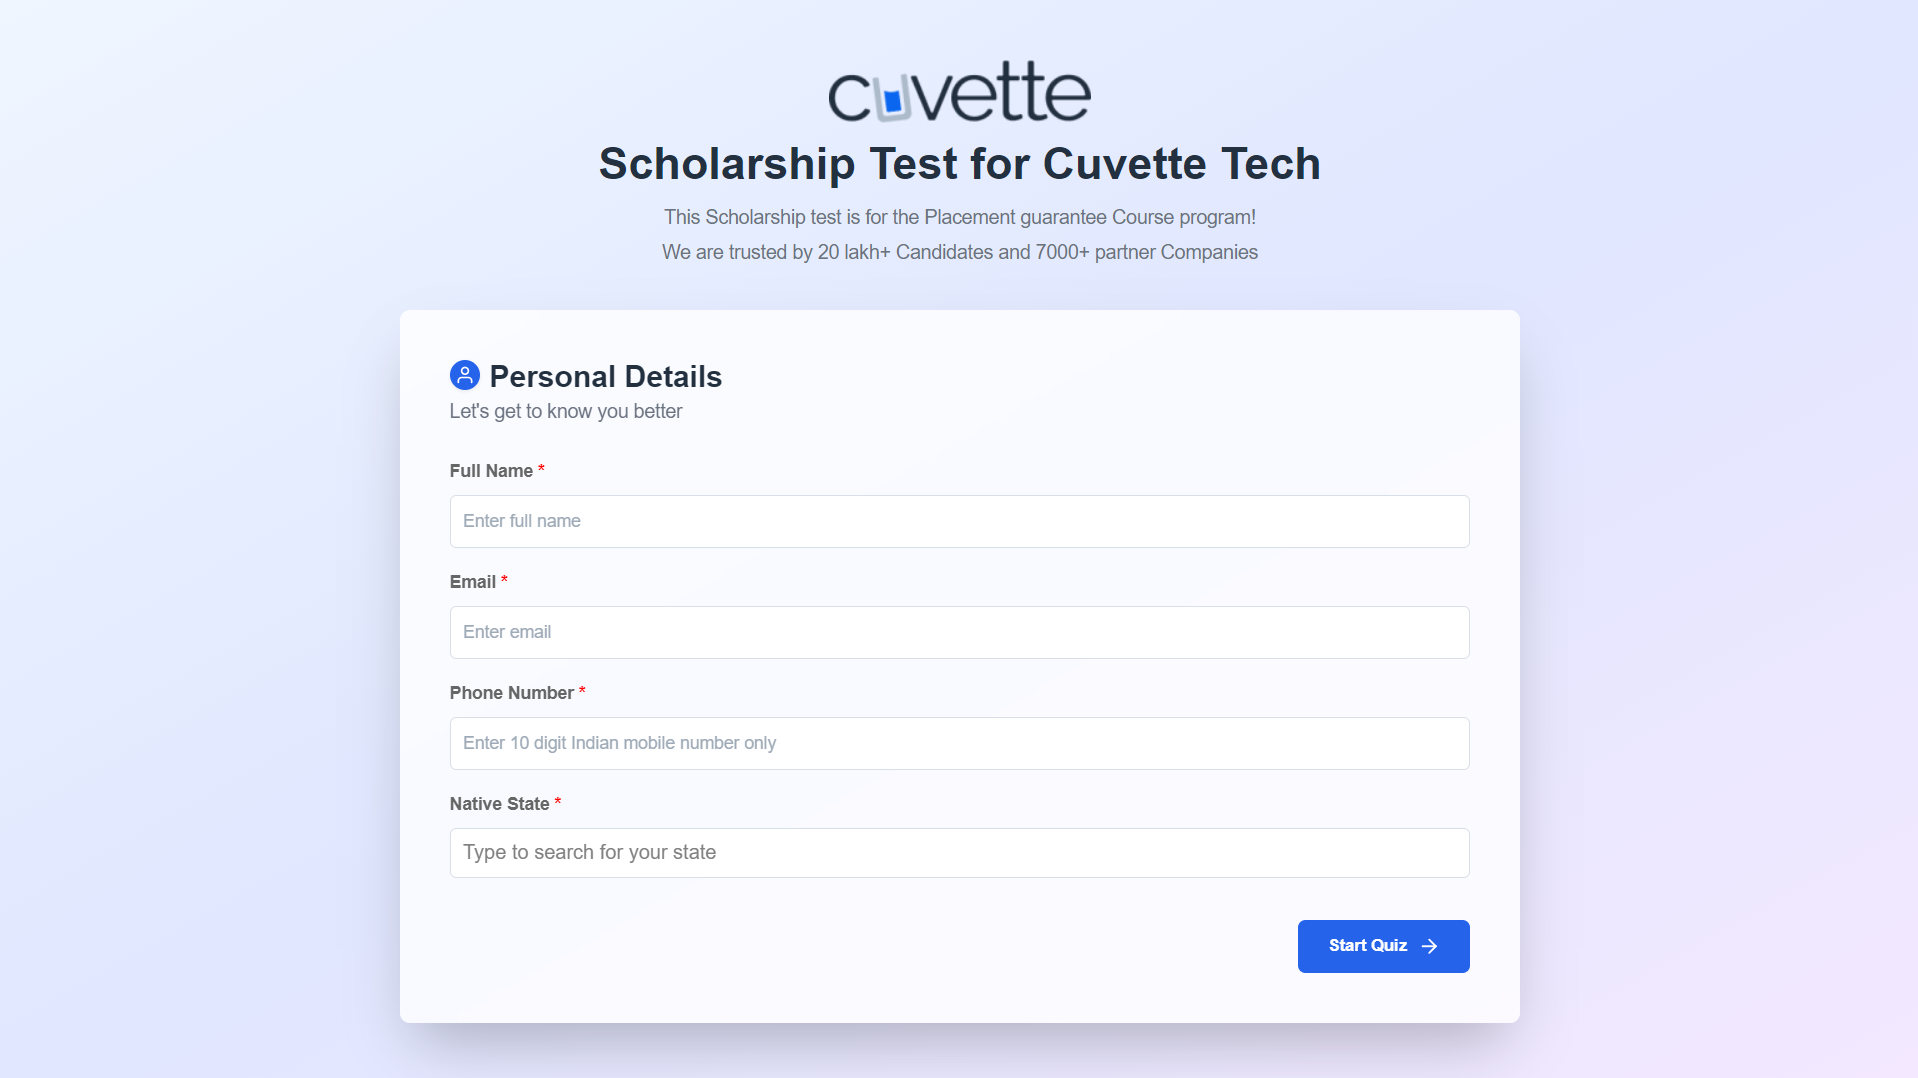 cuvette
Scholarship Test for Cuvette Tech
This Scholarship test is for the Placement guarantee Course program!
We are trusted by 20 lakh+ Candidates and 7000+ partner Companies
Personal Details
Let's get to know you better
Full Name *
Enter full name
Email *
Enter email
Phone Number *
Enter 10 digit Indian mobile number only
Native State *
Type to search for your state
Start Quiz →